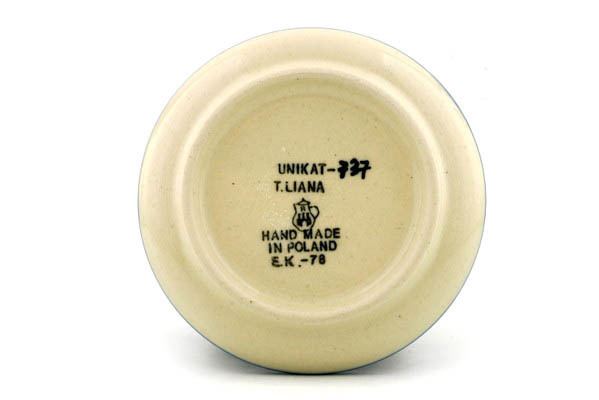 UNIKAT-737
T.LIANA
HAND MADE
IN POLAND
E.K.-78